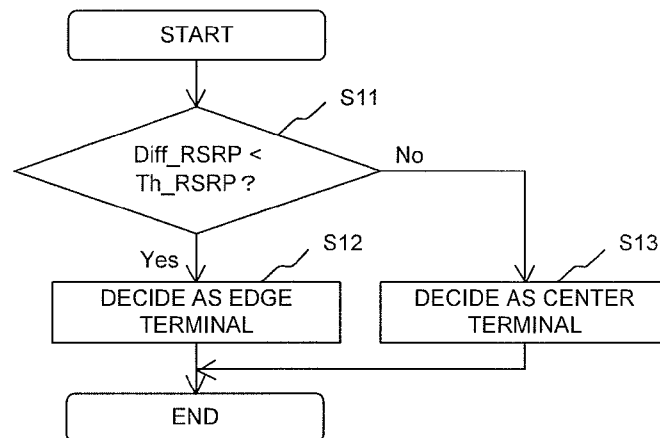 START
S11
Diff_RSRP <
Th_RSRP ?
No
Yes
S12
S13
DECIDE AS EDGE
TERMINAL
DECIDE AS CENTER
TERMINAL
END